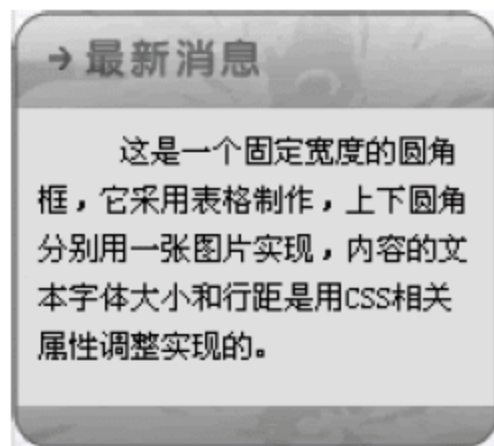 →最新消息
这是一个固定宽度的圆角
框，它采用表格制作，上下圆角
分别用一张图片实现，内容的文
本字体大小和行距是用CSS相关
属性调整实现的。